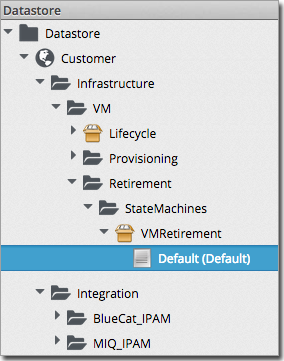 Datastore
Datastore
Customer
Infrastructure
VM
Lifecycle
Provisioning
Retirement
StateMachines
VMRetirement
Default (Default)
Integration
BlueCat_IPAM
MIQ_IPAM